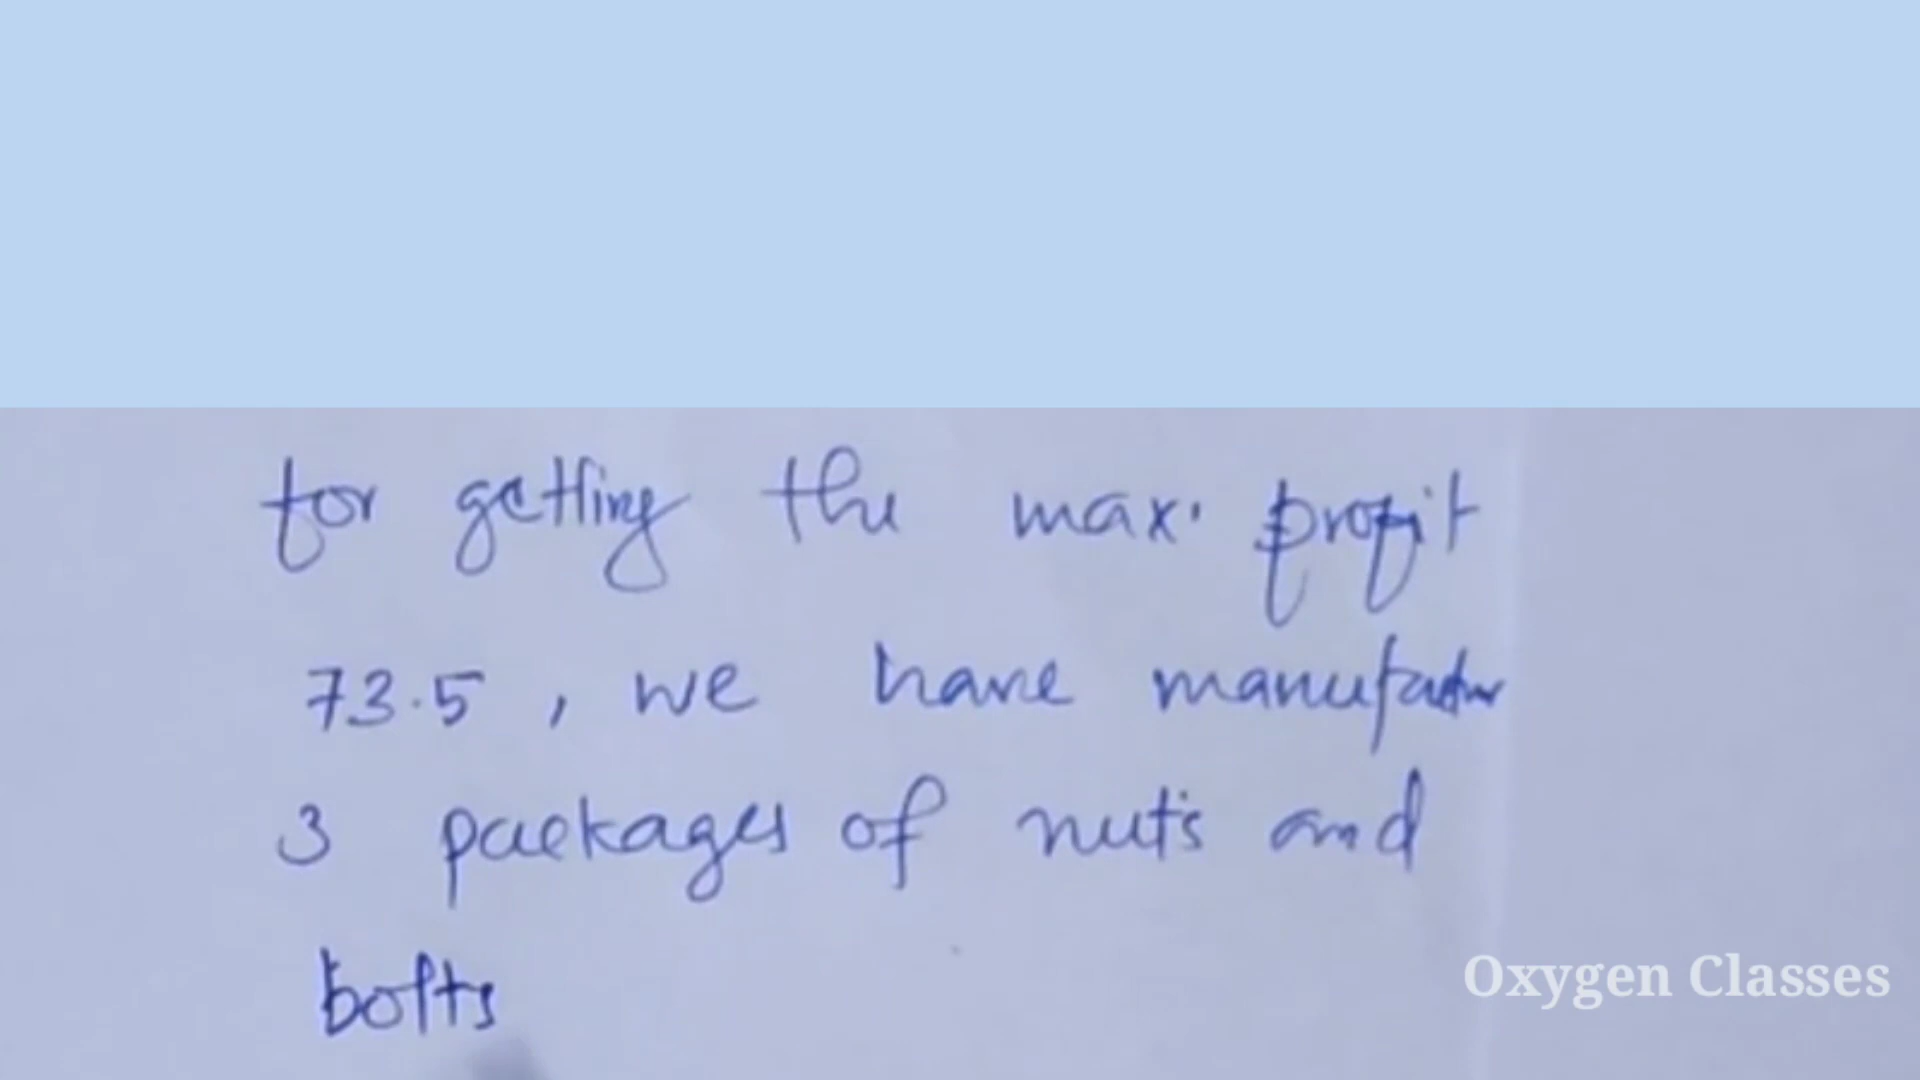 for getting the max. profit
73.5, we have manufactur
3 packages of nuts and
bolts
Oxygen Classes